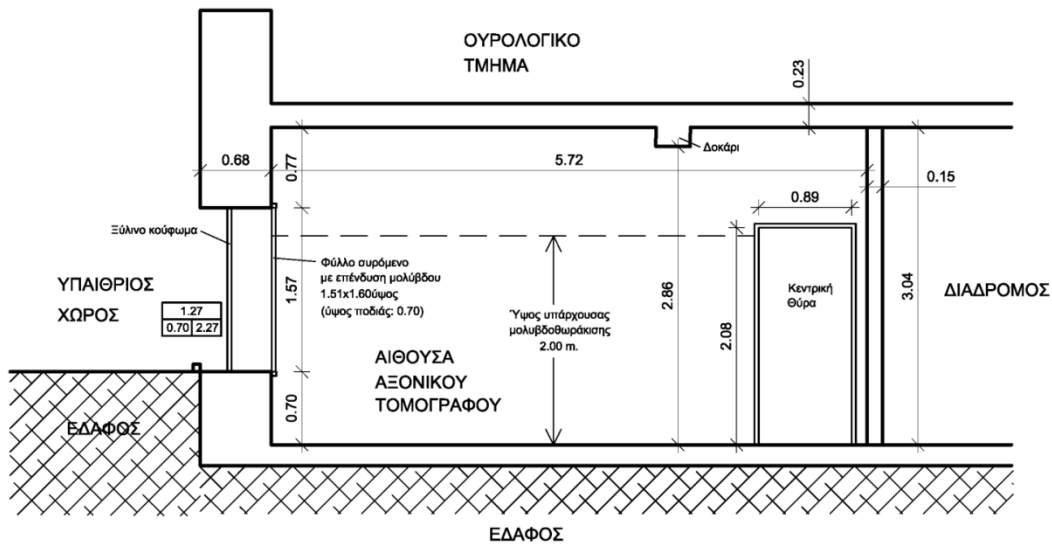 ΟΥΡΟΛΟΓΙΚΟ
ΤΜΗΜΑ
0.23
Δοκάρι
0.68
0.77
5.72
0.15
0.89
Ξύλινο κούφωμα
ΥΠΑΙΘΡΙΟΣ
ΧΩΡΟΣ
1.27
0.70 2.27
Φύλλο συρόμενο
με επένδυση μολύβδου
1.51x1.60ύψος
(ύψος ποδιάς: 0.70)
1.57
Ύψος υπάρχουσας
μολυβδοθωράκισης
2.00 m.
2.86
2.08
Κεντρική
Θύρα
3.04
ΔΙΑΔΡΟΜΟΣ
ΑΙΘΟΥΣΑ
ΑΞΟΝΙΚΟΥ
ΤΟΜΟΓΡΑΦΟΥ
0.70
ΕΔΑΦΟΣ
ΕΔΑΦΟΣ